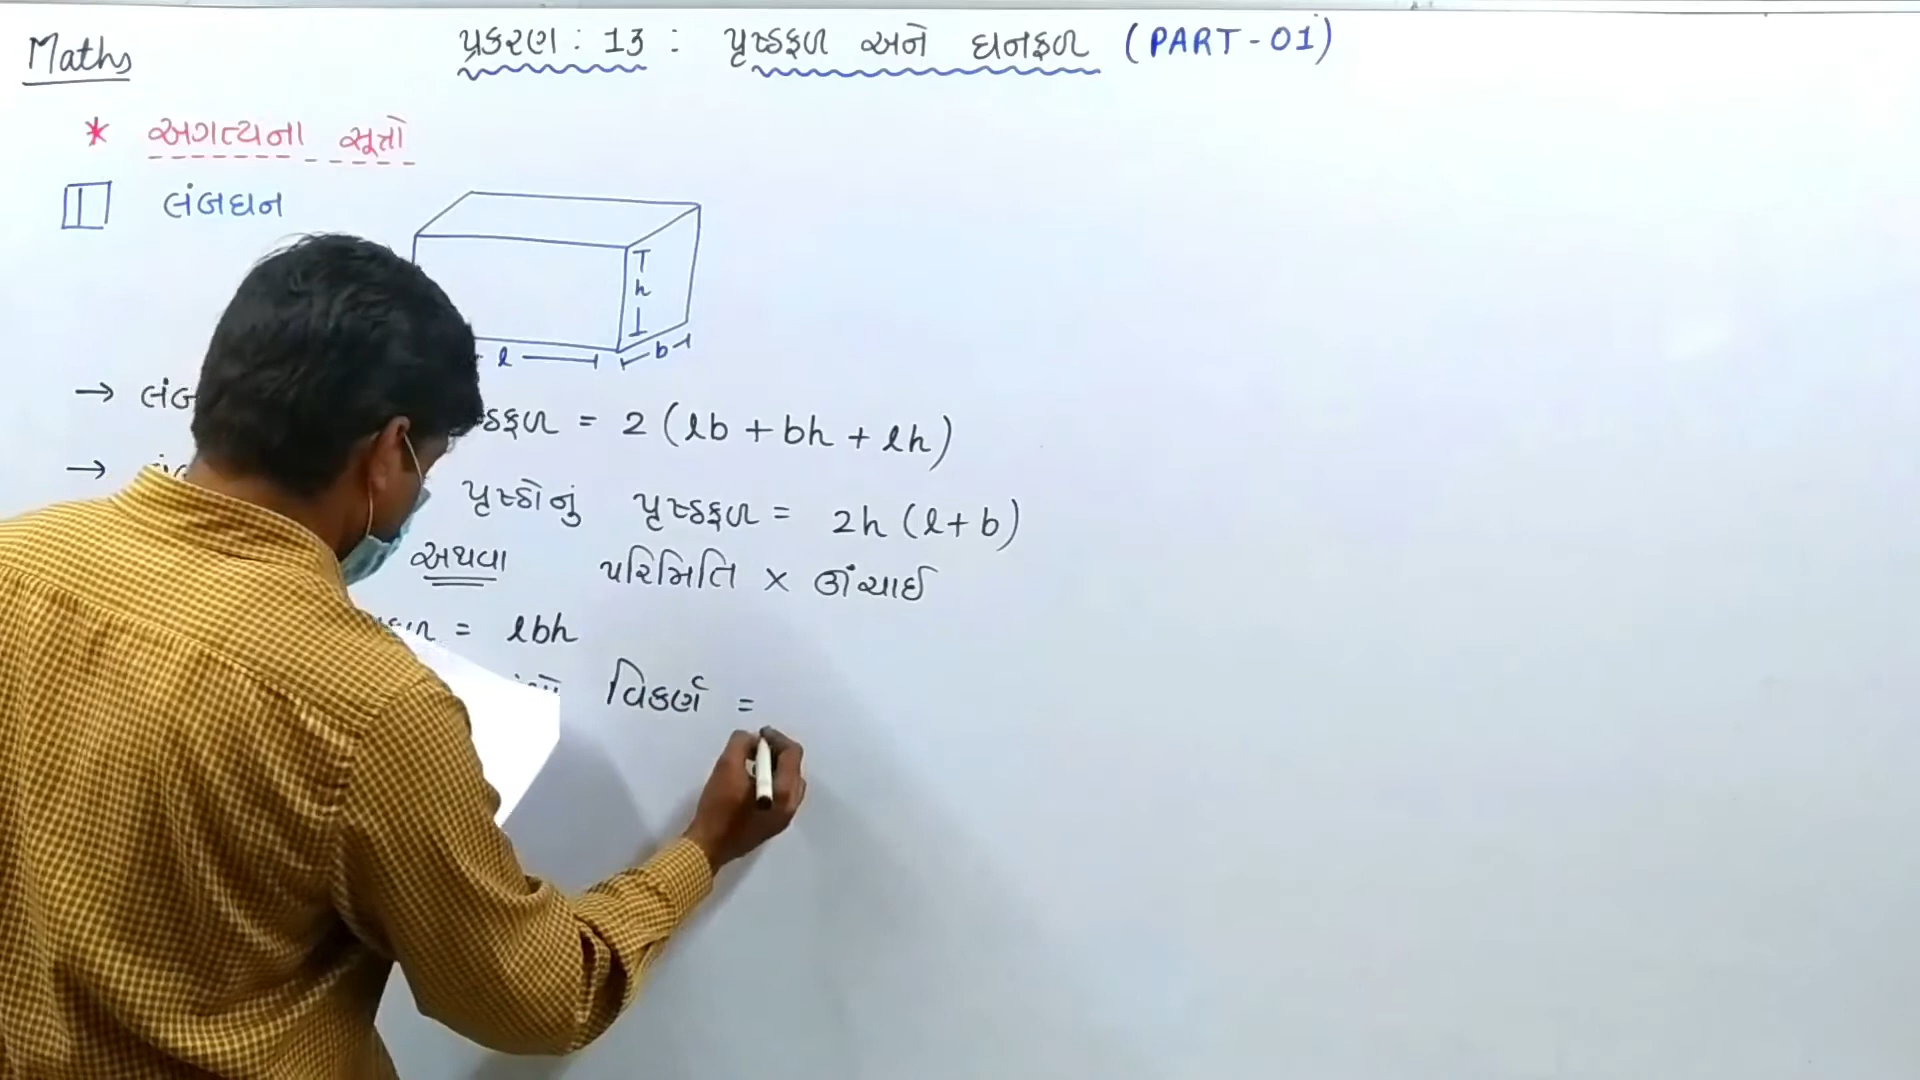 Maths
પ્રકરણ : 13 : પૃષ્ઠફળ અને ઘનફળ (PART-01)
* અગત્યના સૂત્રો
1 લંબઘન
h
l b
→ = 2 (lb + bh + lh)
→ પૃષ્ઠોનું પૃષ્ઠફળ = 2h (l + b)
અથવા પરિમિતિ × ઊંચાઈ
= lbh
વિકર્ણ =